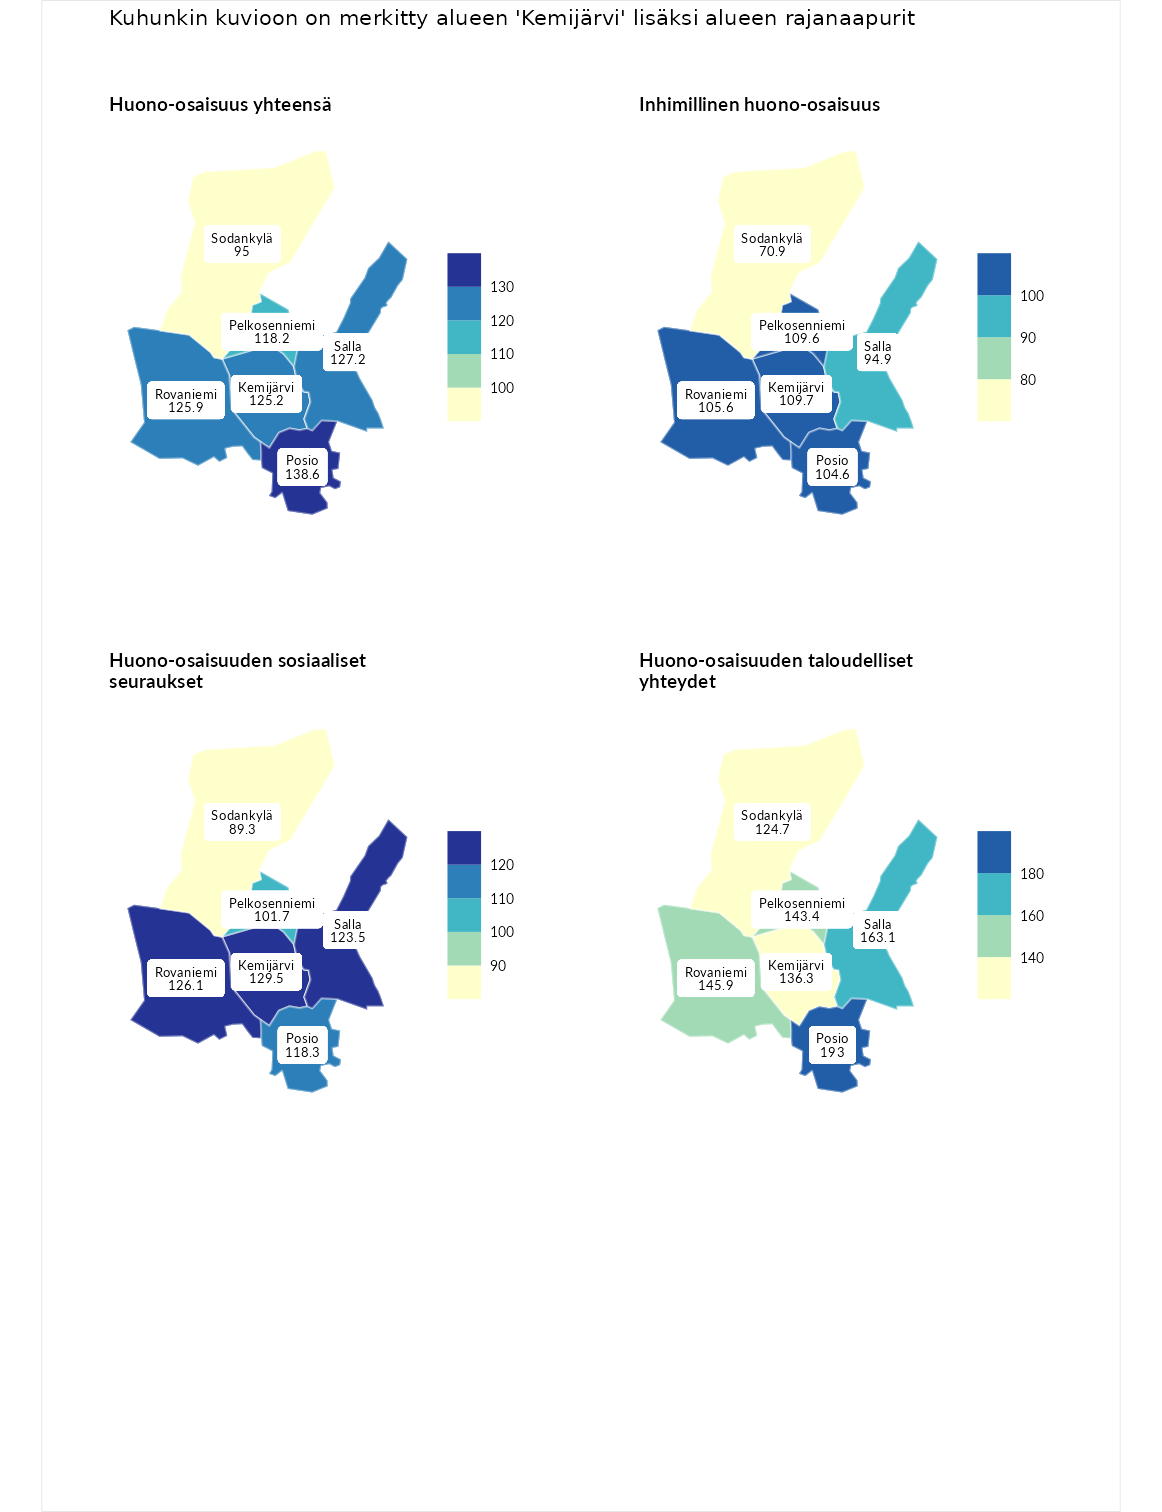 Kuhunkin kuvioon on merkitty alueen 'Kemijärvi' lisäksi alueen rajanaapurit
Huono-osaisuus yhteensä
Sodankylä
95
Pelkosenniemi
118.2
Salla
127.2
Kemijärvi
125.2
Rovaniemi
125.9
Posio
138.6
130
120
110
100
Inhimillinen huono-osaisuus
Sodankylä
70.9
Pelkosenniemi
109.6
Salla
94.9
Kemijärvi
109.7
Rovaniemi
105.6
Posio
104.6
100
90
80
Huono-osaisuuden sosiaaliset
seuraukset
Sodankylä
89.3
Pelkosenniemi
101.7
Salla
123.5
Kemijärvi
129.5
Rovaniemi
126.1
Posio
118.3
120
110
100
90
Huono-osaisuuden taloudelliset
yhteydet
Sodankylä
124.7
Pelkosenniemi
143.4
Salla
163.1
Kemijärvi
136.3
Rovaniemi
145.9
Posio
193
180
160
140